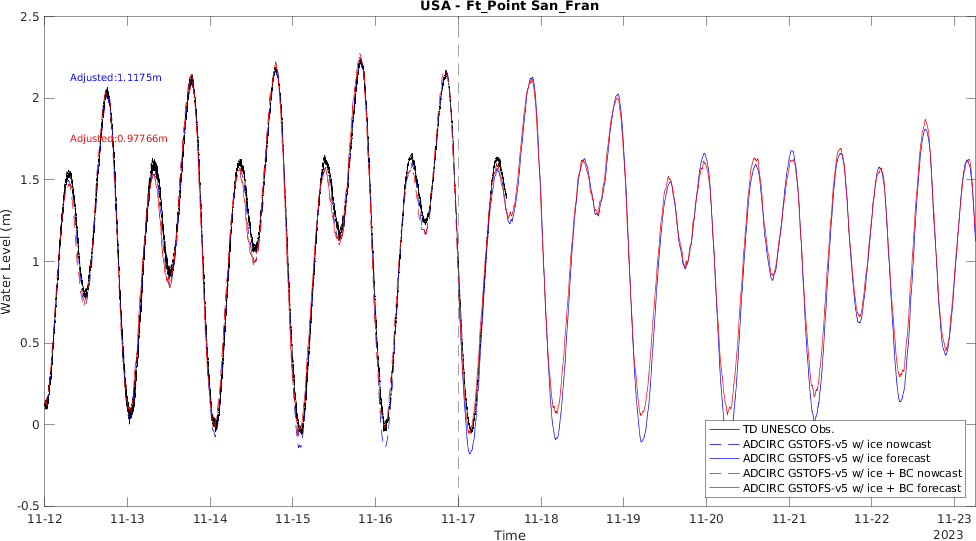 USA - Ft_Point San_Fran
2.5
2
1.5
1
0.5
0
-0.5
Water Level (m)
Adjusted:1.1175m
Adjusted:0.97766m
TD UNESCO Obs.
ADCIRC GSTOFS-v5 w/ ice nowcast
ADCIRC GSTOFS-v5 w/ ice forecast
ADCIRC GSTOFS-v5 w/ ice + BC nowcast
ADCIRC GSTOFS-v5 w/ ice + BC forecast
11-12 11-13 11-14 11-15 11-16 11-17 11-18 11-19 11-20 11-21 11-22 11-23
Time
2023